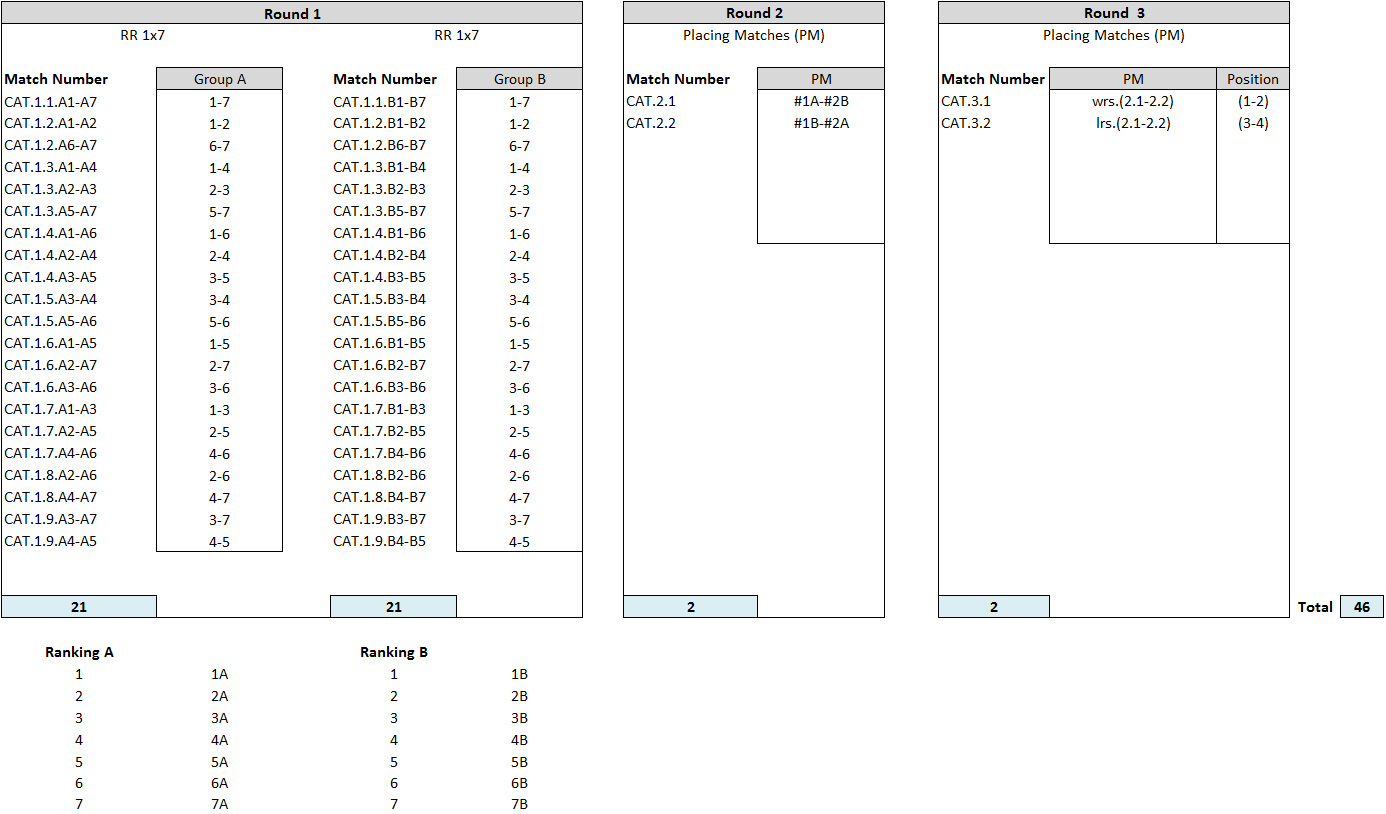 Round 1 Round 2 Round 3
RR 1x7 RR 1x7 Placing Matches (PM) Placing Matches (PM)
Match Number Group A Match Number Group B Match Number PM Match Number PM Position
CAT.1.1.A1-A7 1-7 CAT.1.1.B1-B7 1-7 CAT.2.1 #1A-#2B CAT.3.1 wrs.(2.1-2.2) (1-2)
CAT.1.2.A1-A2 1-2 CAT.1.2.B1-B2 1-2 CAT.2.2 #1B-#2A CAT.3.2 lrs.(2.1-2.2) (3-4)
CAT.1.2.A6-A7 6-7 CAT.1.2.B6-B7 6-7
CAT.1.3.A1-A4 1-4 CAT.1.3.B1-B4 1-4
CAT.1.3.A2-A3 2-3 CAT.1.3.B2-B3 2-3
CAT.1.3.A5-A7 5-7 CAT.1.3.B5-B7 5-7
CAT.1.4.A1-A6 1-6 CAT.1.4.B1-B6 1-6
CAT.1.4.A2-A4 2-4 CAT.1.4.B2-B4 2-4
CAT.1.4.A3-A5 3-5 CAT.1.4.B3-B5 3-5
CAT.1.5.A3-A4 3-4 CAT.1.5.B3-B4 3-4
CAT.1.5.A5-A6 5-6 CAT.1.5.B5-B6 5-6
CAT.1.6.A1-A5 1-5 CAT.1.6.B1-B5 1-5
CAT.1.6.A2-A7 2-7 CAT.1.6.B2-B7 2-7
CAT.1.6.A3-A6 3-6 CAT.1.6.B3-B6 3-6
CAT.1.7.A1-A3 1-3 CAT.1.7.B1-B3 1-3
CAT.1.7.A2-A5 2-5 CAT.1.7.B2-B5 2-5
CAT.1.7.A4-A6 4-6 CAT.1.7.B4-B6 4-6
CAT.1.8.A2-A6 2-6 CAT.1.8.B2-B6 2-6
CAT.1.8.A4-A7 4-7 CAT.1.8.B4-B7 4-7
CAT.1.9.A3-A7 3-7 CAT.1.9.B3-B7 3-7
CAT.1.9.A4-A5 4-5 CAT.1.9.B4-B5 4-5
21 21 2 2 Total 46
Ranking A Ranking B
1 1A 1 1B
2 2A 2 2B
3 3A 3 3B
4 4A 4 4B
5 5A 5 5B
6 6A 6 6B
7 7A 7 7B